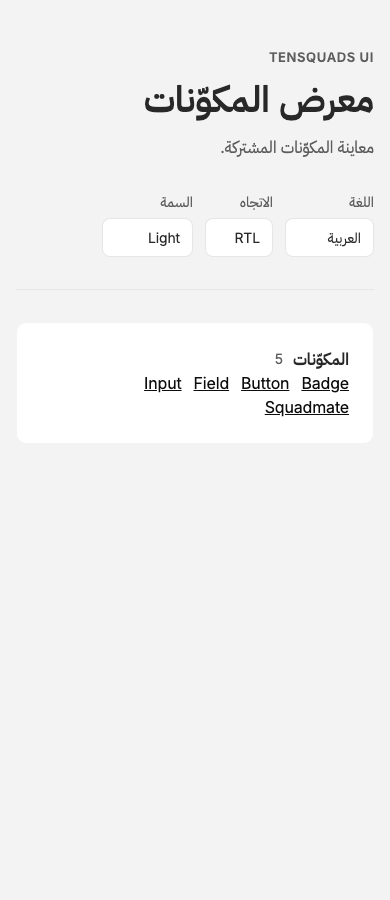 TENSQUADS UI
معرض المكوّنات
معاينة المكوّنات المشتركة.
اللغة الاتجاه السمة
العربية RTL Light
المكوّنات 5
Badge Button Field Input
Squadmate